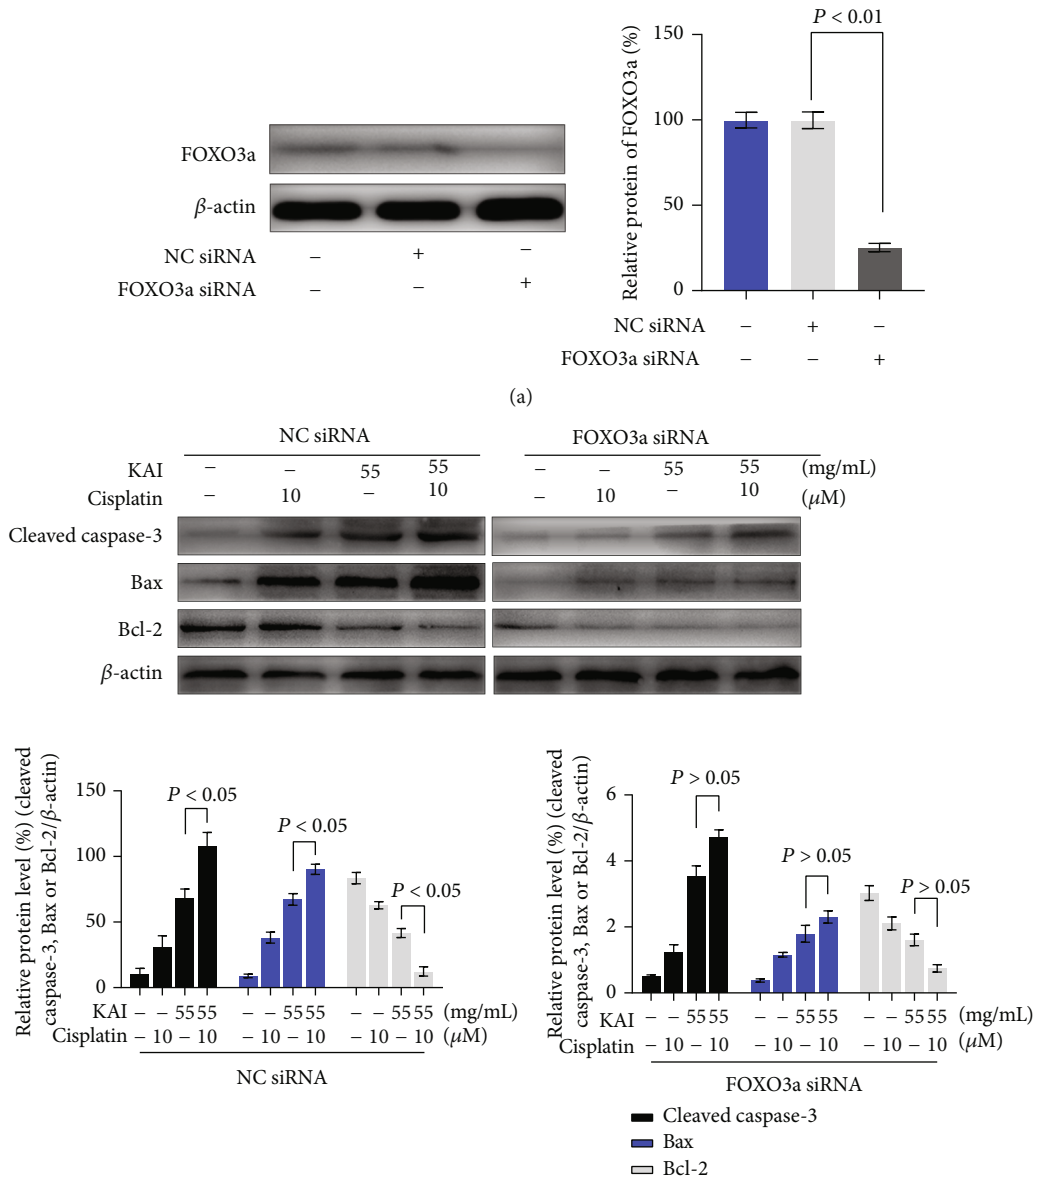 FOXO3a
β-actin
NC siRNA – + –
FOXO3a siRNA – – +
Relative protein of FOXO3a (%)
150
100
50
0
P < 0.01
NC siRNA – + –
FOXO3a siRNA – – +
(a)
NC siRNA FOXO3a siRNA
KAI – – 55 55 – – 55 55 (mg/mL)
Cisplatin – 10 – 10 – 10 – 10 (μM)
Cleaved caspase-3
Bax
Bcl-2
β-actin
Relative protein level (%) (cleaved
caspase-3, Bax or Bcl-2/β-actin)
150
100
50
0
P < 0.05
P < 0.05
P < 0.05
KAI – – 55 55 – – 55 55 – – 55 55 (mg/mL)
Cisplatin – 10 – 10 – 10 – 10 – 10 – 10 (μM)
NC siRNA
Relative protein level (%) (cleaved
caspase-3, Bax or Bcl-2/β-actin)
6
4
2
0
P > 0.05
P > 0.05
P > 0.05
KAI – – 55 55 – – 55 55 – – 55 55 (mg/mL)
Cisplatin – 10 – 10 – 10 – 10 – 10 – 10 (μM)
FOXO3a siRNA
Cleaved caspase-3
Bax
Bcl-2